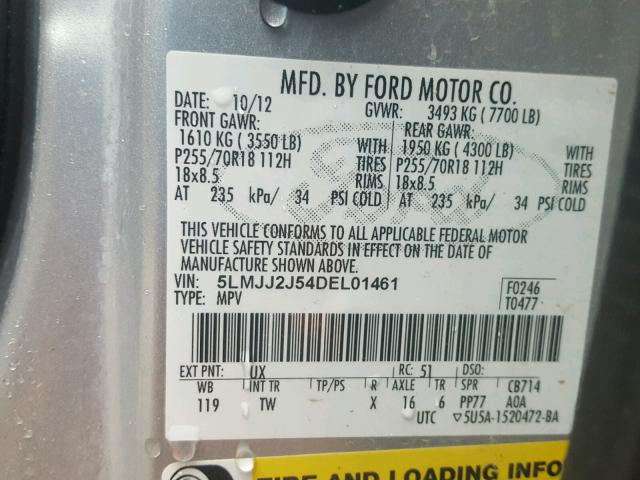 MFD. BY FORD MOTOR CO.
DATE: 10/12 GVWR: 3493 KG ( 7700 LB)
FRONT GAWR: REAR GAWR:
1610 KG ( 3550 LB) WITH 1950 KG ( 4300 LB) WITH
P255/70R18 112H TIRES P255/70R18 112H TIRES
18x8.5 RIMS 18x8.5 RIMS
AT 235 kPa/ 34 PSI COLD AT 235 kPa/ 34 PSI COLD
Ford
THIS VEHICLE CONFORMS TO ALL APPLICABLE FEDERAL MOTOR
VEHICLE SAFETY STANDARDS IN EFFECT ON THE DATE OF
MANUFACTURE SHOWN ABOVE.
VIN: 5LMJJ2J54DEL01461 F0246
TYPE: MPV T0477
EXT PNT: UX RC: 51 DSO:
WB INT TR TP/PS R AXLE TR SPR CB714
119 TW X 16 6 PP77 A0A
UTC ▽5U5A-1520472-BA
TIRE AND LOADING INFO